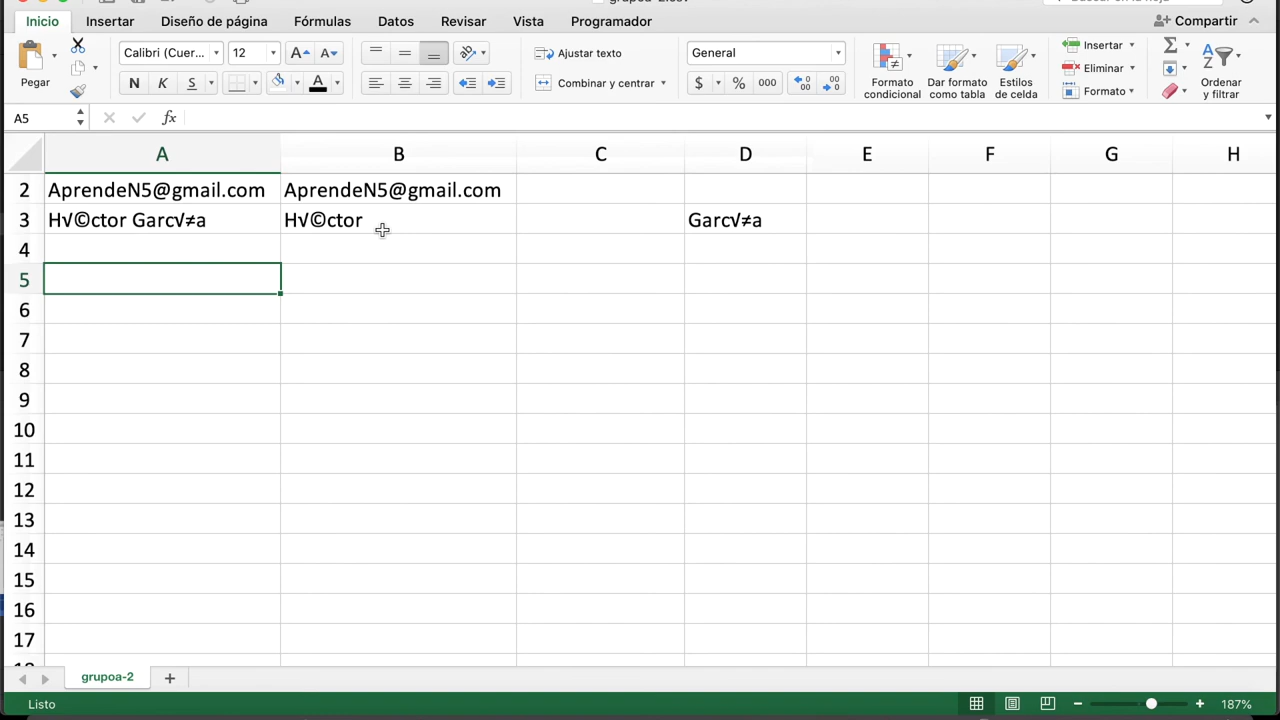 Inicio Insertar Diseño de página Fórmulas Datos Revisar Vista Programador Compartir
Pegar
Calibri (Cuer... 12
N K S
Ajustar texto
Combinar y cerrar
General
$ % 000
Formato condicional
Dar formato como tabla
Estilos de celda
Insertar
Eliminar
Formato
Ordenar y filtrar
A5 fx
A B C D E F G H
2 AprendeN5@gmail.com AprendeN5@gmail.com
3 H√©ctor Garc√≠a H√©ctor Garc√≠a
4
5
6
7
8
9
10
11
12
13
14
15
16
17
grupoa-2 +
Listo 187%